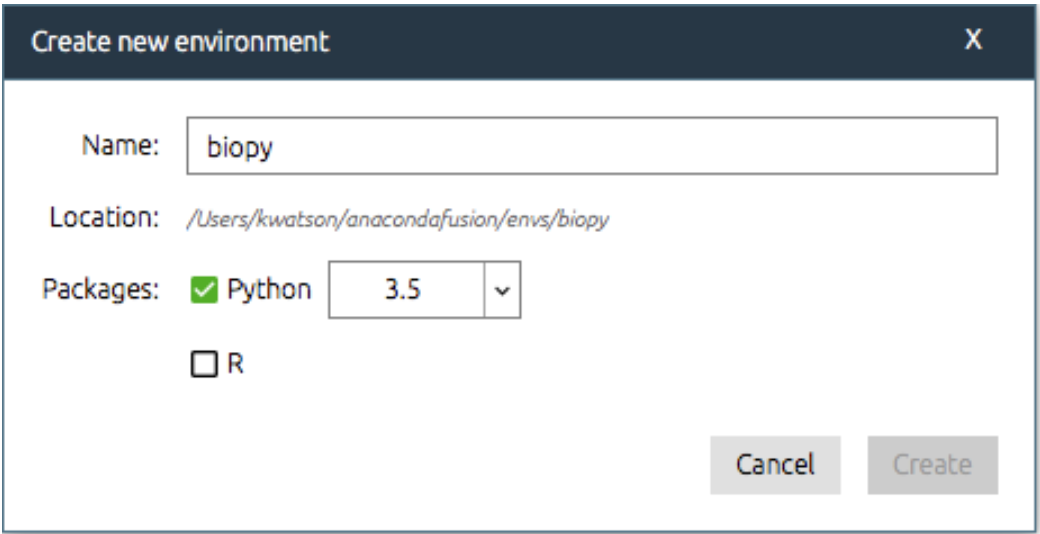 Create new environment X
Name: biopy
Location: /Users/kwatson/anacondafusion/envs/biopy
Packages: Python 3.5
R
Cancel Create